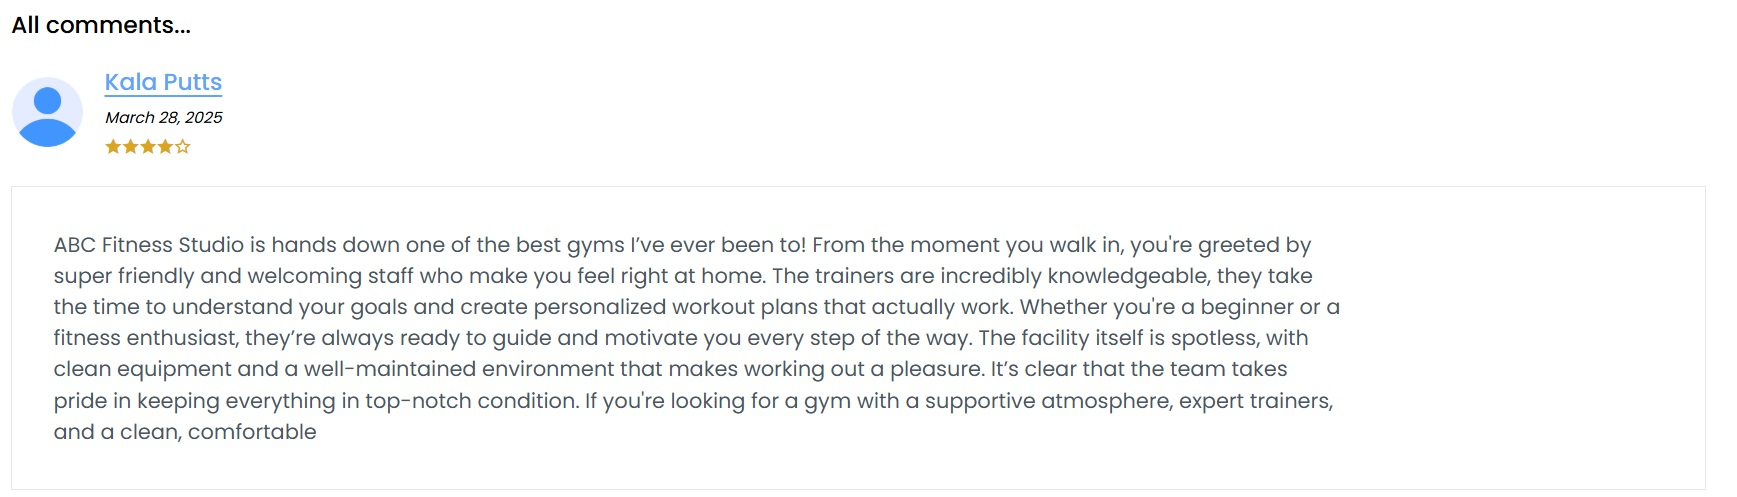 All comments...
Kala Putts
March 28, 2025
ABC Fitness Studio is hands down one of the best gyms I’ve ever been to! From the moment you walk in, you're greeted by
super friendly and welcoming staff who make you feel right at home. The trainers are incredibly knowledgeable, they take
the time to understand your goals and create personalized workout plans that actually work. Whether you're a beginner or a
fitness enthusiast, they’re always ready to guide and motivate you every step of the way. The facility itself is spotless, with
clean equipment and a well-maintained environment that makes working out a pleasure. It’s clear that the team takes
pride in keeping everything in top-notch condition. If you're looking for a gym with a supportive atmosphere, expert trainers,
and a clean, comfortable